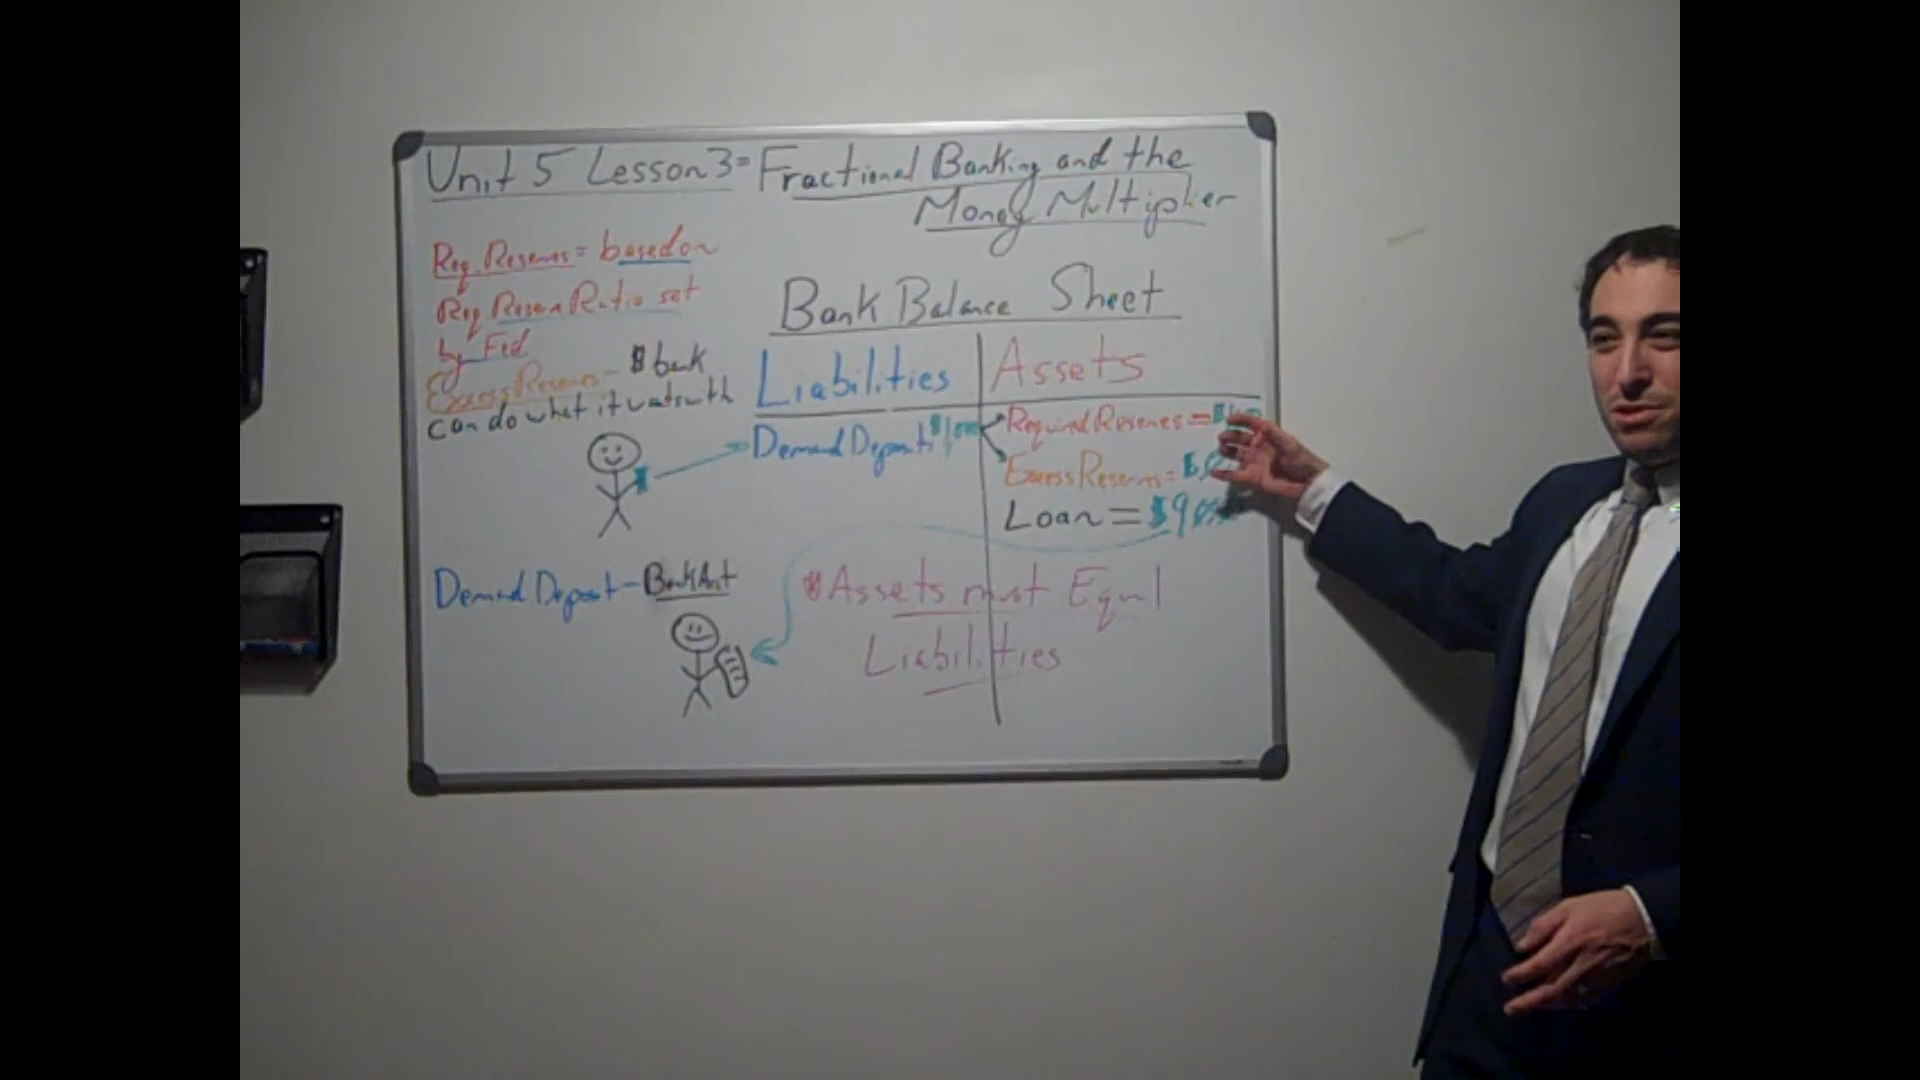 Unit 5 Lesson 3 = Fractional Banking and the
Money Multiplier
Req. Reserves = based on
Req Reserve Ratio set
by Fed
Excess Reserves - $ bank
can do what it wants with
Bank Balance Sheet
Liabilities
Assets
Demand Deposits
Required Reserves = $100
Excess Reserves = $
Loan = $900
Demand Deposit - Bank Acct
Assets must Equal
Liabilities